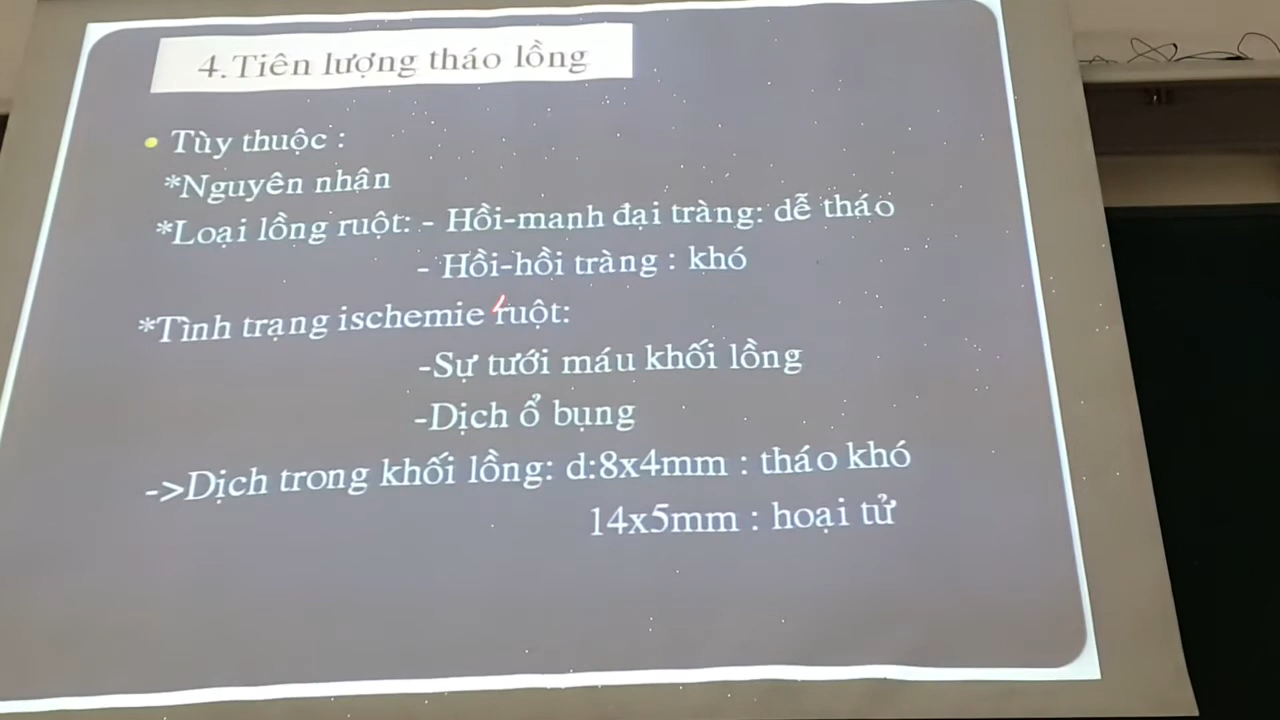 4.Tiên lượng tháo lồng
• Tùy thuộc :
*Nguyên nhân
*Loại lồng ruột: - Hồi-manh đại tràng: dễ tháo
- Hồi-hồi tràng : khó
*Tình trạng ischemie ruột:
-Sự tưới máu khối lồng
-Dịch ổ bụng
->Dịch trong khối lồng: d:8x4mm : tháo khó
14x5mm : hoại tử